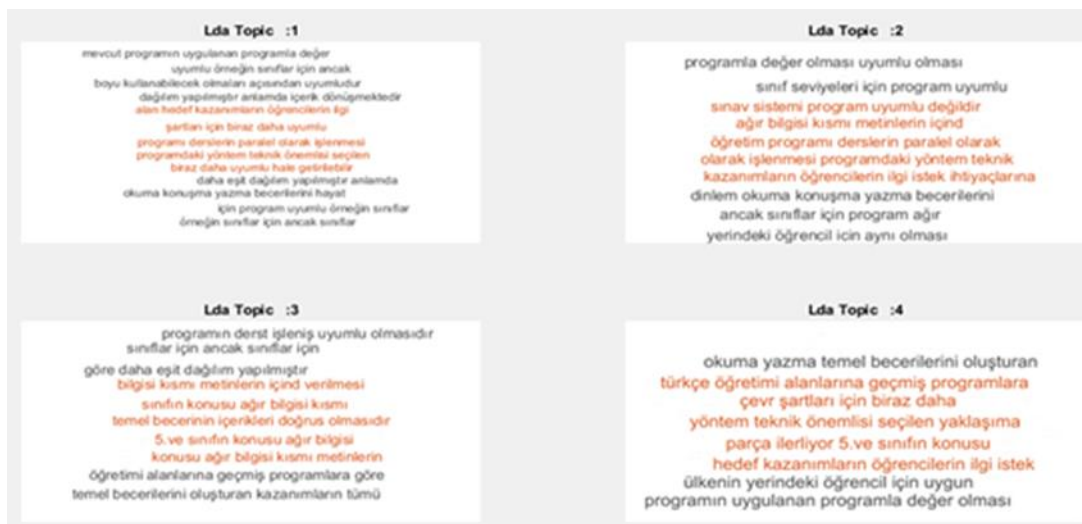 Lda Topic :1
mevcut programın uygulanan programla değer
uyumlu örneğin sınıflar için ancak
boyu kullanabilecek olmaları açısından uyumludur
dağılım yapılmıştır anlamda içerik dönüşmektedir
alan hedef kazanımların öğrencilerin ilgi
şartları için biraz daha uyumlu
programı derslerin paralel olarak işlenmesi
programdaki yöntem teknik önemlisi seçilen
biraz daha uyumlu hale getirilebilir
daha eşit dağılım yapılmıştır anlamda
okuma konuşma yazma becerilerini hayat
için program uyumlu örneğin sınıflar
örneğin sınıflar için ancak sınıflar
Lda Topic :2
programla değer olması uyumlu olması
sınıf seviyeleri için program uyumlu
sınav sistemi program uyumlu değildir
ağır bilgisi kısmı metinlerin içind
öğretim programı derslerin paralel olarak
olarak işlenmesi programdaki yöntem teknik
kazanımların öğrencilerin ilgi istek ihtiyaçlarına
dinlem okuma konuşma yazma becerilerini
ancak sınıflar için program ağır
yerindeki öğrencil için aynı olması
Lda Topic :3
programın derst işleniş uyumlu olmasıdır
sınıflar için ancak sınıflar için
göre daha eşit dağılım yapılmıştır
bilgisi kısmı metinlerin içind verilmesi
sınıfın konusu ağır bilgisi kısmı
temel becerinin içerikleri doğrus olmasıdır
5.ve sınıfın konusu ağır bilgisi
konusu ağır bilgisi kısmı metinlerin
öğretimi alanlarına geçmiş programlara göre
temel becerilerini oluşturan kazanımların tümü
Lda Topic :4
okuma yazma temel becerilerini oluşturan
türkçe öğretimi alanlarına geçmiş programlara
çevr şartları için biraz daha
yöntem teknik önemlisi seçilen yaklaşıma
parça ilerliyor 5.ve sınıfın konusu
hedef kazanımların öğrencilerin ilgi istek
ülkenin yerindeki öğrencil için uygun
programın uygulanan programla değer olması